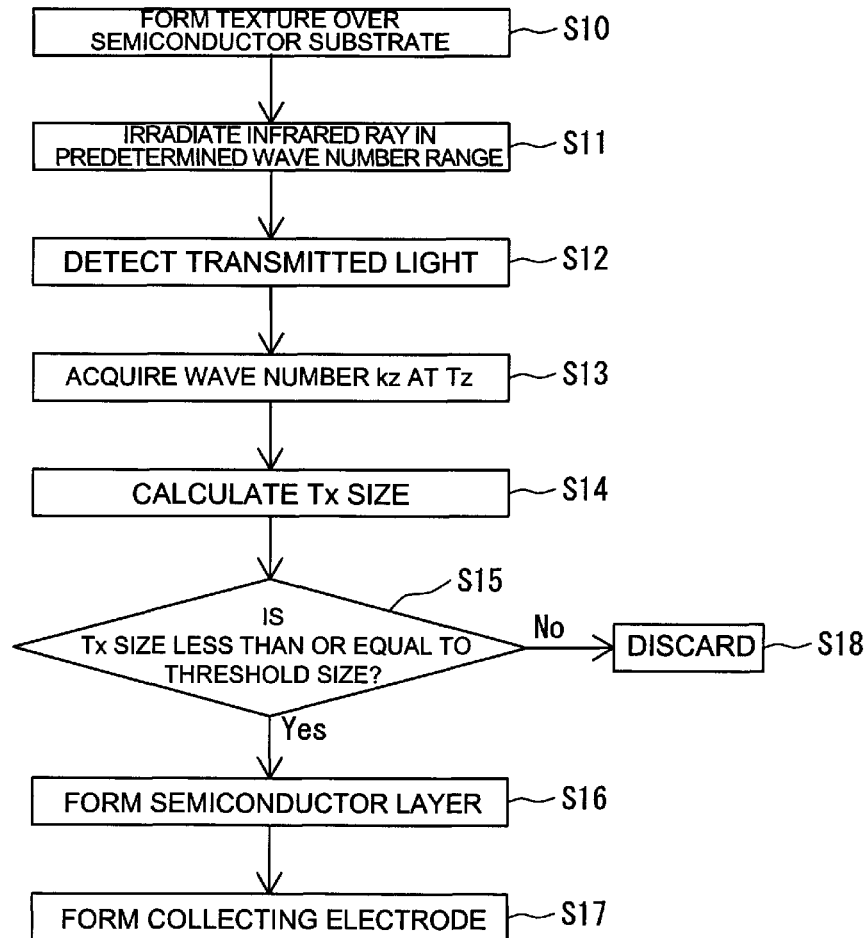 FORM TEXTURE OVER
SEMICONDUCTOR SUBSTRATE
S10
IRRADIATE INFRARED RAY IN
PREDETERMINED WAVE NUMBER RANGE
S11
DETECT TRANSMITTED LIGHT
S12
ACQUIRE WAVE NUMBER kz AT Tz
S13
CALCULATE Tx SIZE
S14
S15
IS
Tx SIZE LESS THAN OR EQUAL TO
THRESHOLD SIZE?
No
DISCARD
S18
Yes
FORM SEMICONDUCTOR LAYER
S16
FORM COLLECTING ELECTRODE
S17